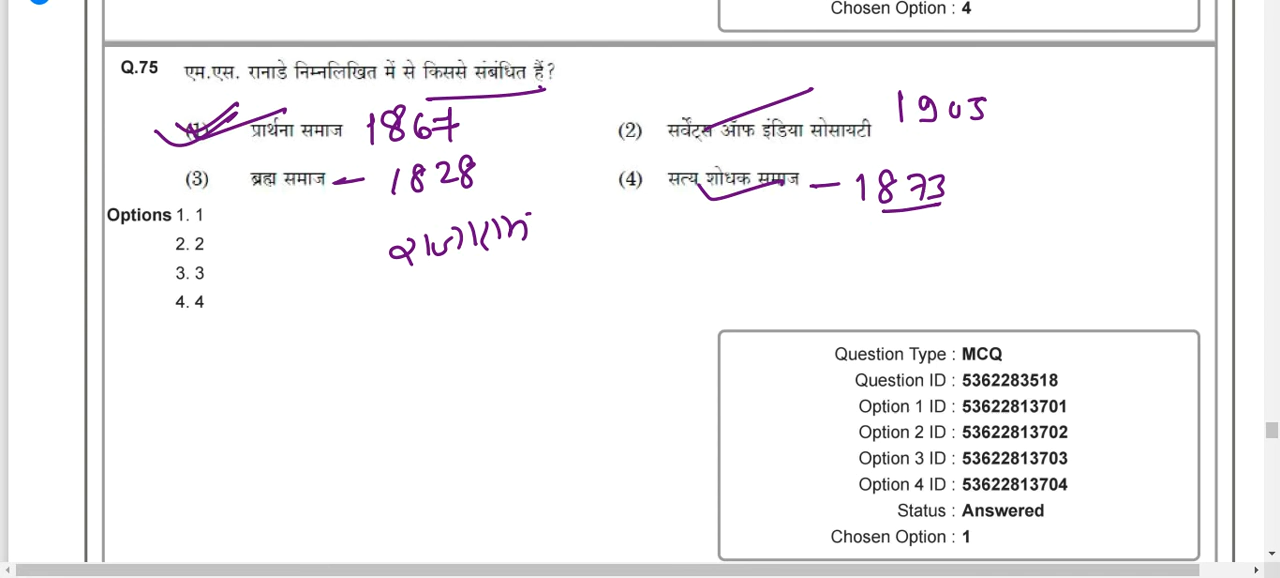 Chosen Option : 4
Q.75 एम.एस. रानाडे निम्नलिखित में से किससे संबंधित हैं?
(1) प्रार्थना समाज 1867 (2) सर्वेंट्स ऑफ इंडिया सोसायटी 1905
(3) ब्रह्म समाज 1828 (4) सत्य शोधक समाज - 1873
Options 1. 1
2. 2
3. 3
4. 4
Question Type : MCQ
Question ID : 5362283518
Option 1 ID : 53622813701
Option 2 ID : 53622813702
Option 3 ID : 53622813703
Option 4 ID : 53622813704
Status : Answered
Chosen Option : 1